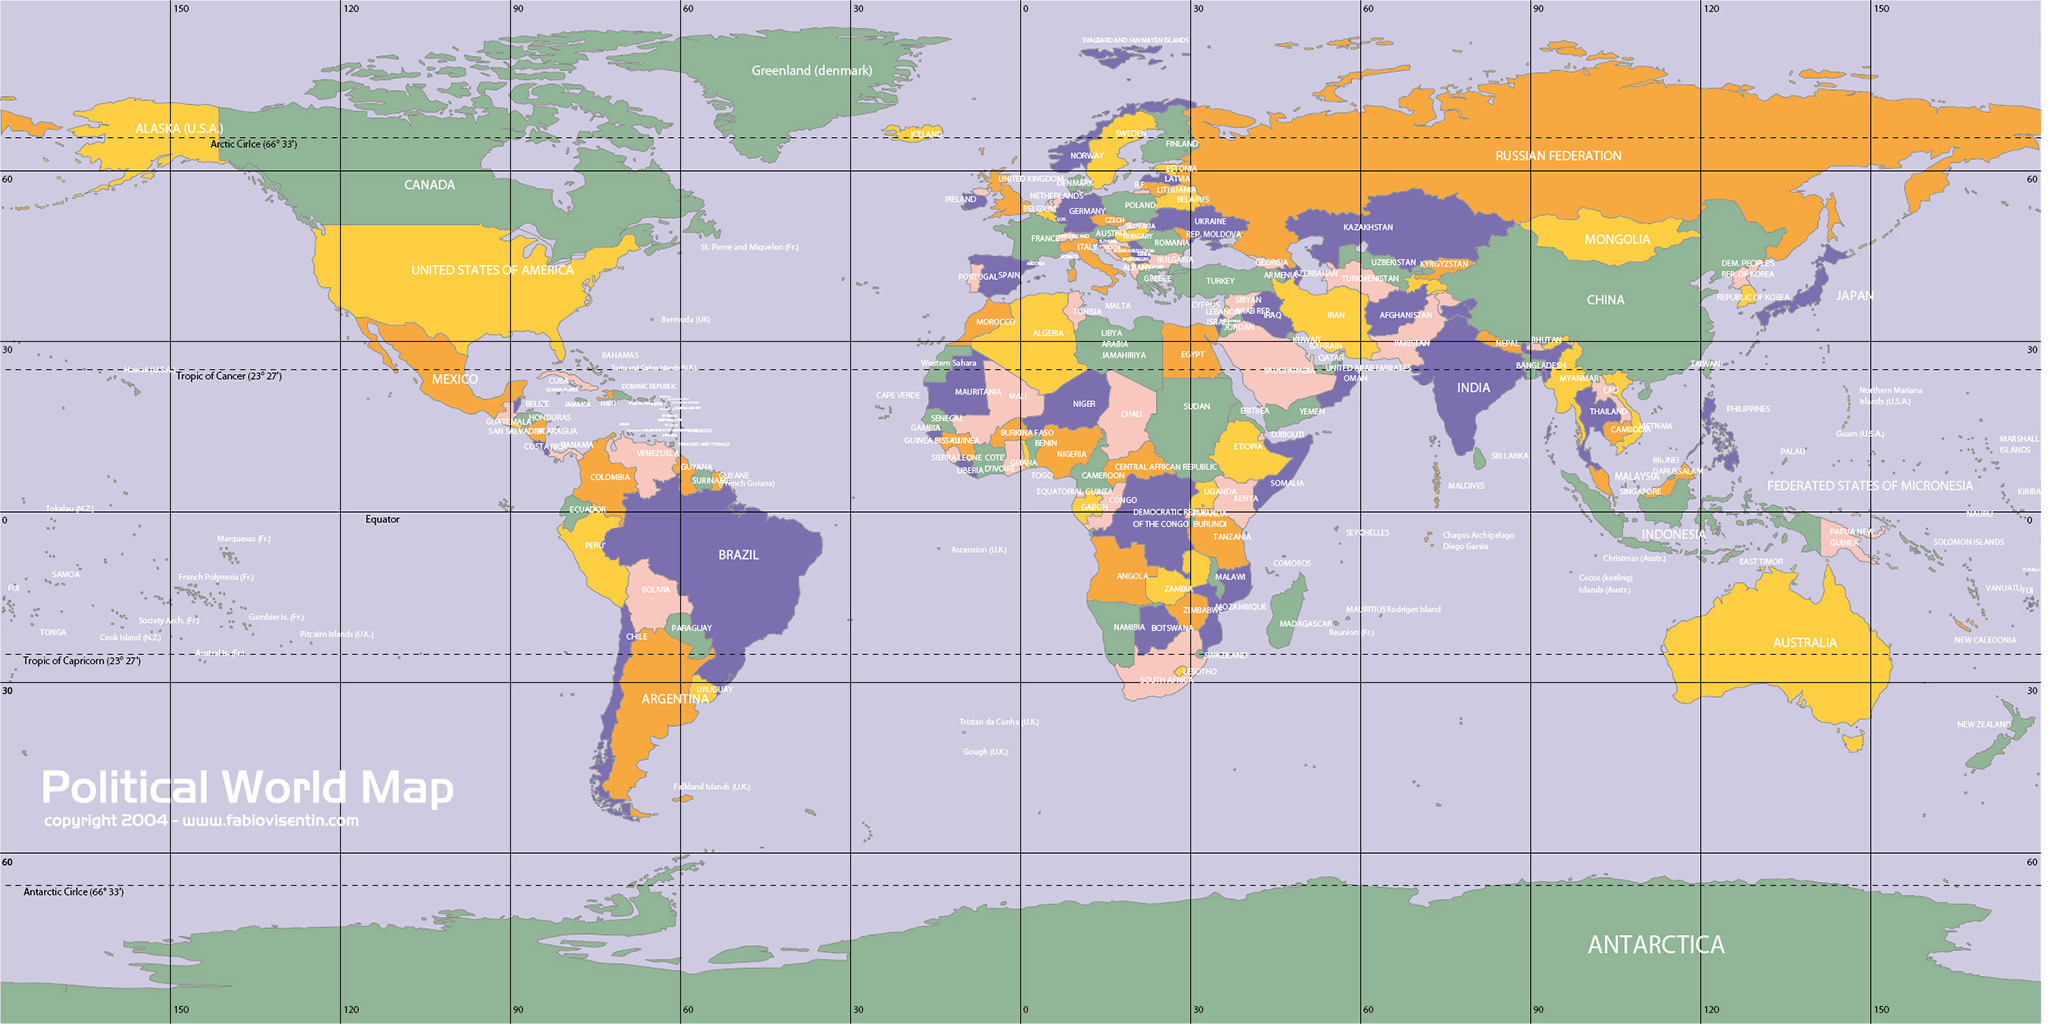 150 120 90 60 30 0 30 60 90 120 150
SVALBARD AND JAN MAYEN ISLANDS
Greenland (denmark)
ALASKA (U.S.A.)
Arctic Cirlce (66° 33')
ICELAND
SWEDEN
FINLAND
NORWAY
RUSSIAN FEDERATION
60
60
CANADA
UNITED KINGDOM
ESTONIA
LATVIA
LITHUANIA
R.F.
DENMARK
NETHERLANDS
IRELAND
BELGIUM
GERMANY
POLAND
BELARUS
UKRAINE
KAZAKHSTAN
CZECH
FRANCE
AUSTRIA
HUNGARY
REP. MOLDOVA
ROMANIA
ITALY
MONGOLIA
St. Pierre and Miquelon (Fr.)
UNITED STATES OF AMERICA
PORTUGAL
SPAIN
BULGARIA
GREECE
TURKEY
GEORGIA
ARMENIA
AZERBAHAN
UZBEKISTAN
KYRGYZSTAN
TURKMENISTAN
DEM. PEOPLE'S
REP. OF KOREA
REPUBLIC OF KOREA
JAPAN
CHINA
MALTA
TUNISIA
CYPRUS
SIRYAN
ARAB REP.
JORDAN
IRAQ
IRAN
AFGHANISTAN
Bermuda (UK)
MOROCCO
ALGERIA
LIBYA
ARABIA
JAMAHIRIYA
EGYPT
KUWAIT
BAHRAIN
QATAR
UNITED ARAB EMIRATES
OMAN
SAUDI ARABIA
PAKISTAN
NEPAL
BHUTAN
BANGLADESH
TAIWAN
30
30
BAHAMAS
Western Sahara
Hawaii (U.S.A.)
Tropic of Cancer (23° 27')
Turks and Caicos Islands (U.K.)
MEXICO
CUBA
DOMINIC REPUBLIC
JAMAICA
HAITI
BELIZE
HONDURAS
GUATEMALA
SAN SALVADOR
NICARAGUA
COSTA RICA
PANAMA
TRINIDAD AND TOBAGO
CAPE VERDE
MAURITANIA
MALI
NIGER
CHAD
SUDAN
ERITREA
YEMEN
DJIBOUTI
INDIA
MYANMAR
LAO
THAILAND
VIETNAM
CAMBODIA
PHILIPPINES
Northern Mariana
Islands (U.S.A.)
Guam (U.S.A.)
MARSHALL
ISLANDS
SENEGAL
GAMBIA
GUINEA BISSAU
GUINEA
SIERRA LEONE
LIBERIA
COTE
D'IVOIRE
BURKINA FASO
GHANA
BENIN
TOGO
NIGERIA
CAMEROON
CENTRAL AFRICAN REPUBLIC
ETIOPIA
SOMALIA
VENEZUELA
COLOMBIA
GUYANA
SURINAME
GUYANE
(French Guiana)
SRI LANKA
MALDIVES
BRUNEI
DARUSSALAM
MALAYSIA
SINGAPORE
PALAU
FEDERATED STATES OF MICRONESIA
KIRIBA
EQUATORIAL GUINEA
GABON
CONGO
UGANDA
KENYA
DEMOCRATIC REP.
OF THE CONGO
BURUNDI
TANZANIA
Tokelau (N.Z.)
Equator
0
0
ECUADOR
PERU
BRAZIL
NAURU
Marquesas (Fr.)
Ascension (U.K.)
SEYCHELLES
Chagos Archipelago
Diego Garsia
INDONESIA
PAPUA NEW
GUINEA
SOLOMON ISLANDS
Christmas (Austr.)
EAST TIMOR
SAMOA
FIJI
French Polynesia (Fr.)
BOLIVIA
ANGOLA
ZAMBIA
MALAWI
COMOROS
Cocos (keeling)
Islands (Austr.)
VANUATU
FIJI
Society Arch. (Fr.)
Gambier Is. (Fr.)
TONGA
Cook Island (N.Z.)
Pitcairn Islands (U.K.)
Austral Is. (Fr.)
CHILE
PARAGUAY
NAMIBIA
BOTSWANA
ZIMBABWE
MOZAMBIQUE
MADAGASCAR
MAURITIUS Rodriges Island
Reunion (Fr.)
AUSTRALIA
NEW CALEDONIA
Tropic of Capricorn (23° 27')
SWAZILAND
LESOTHO
SOUTH AFRICA
30
30
ARGENTINA
URUGUAY
Tristan da Cunha (U.K.)
Gough (U.K.)
NEW ZEALAND
Falkland Islands (U.K.)
Political World Map
copyright 2004 - www.fabiovisentin.com
60
60
Antarctic Cirlce (66° 33')
ANTARCTICA
150 120 90 60 30 0 30 60 90 120 150